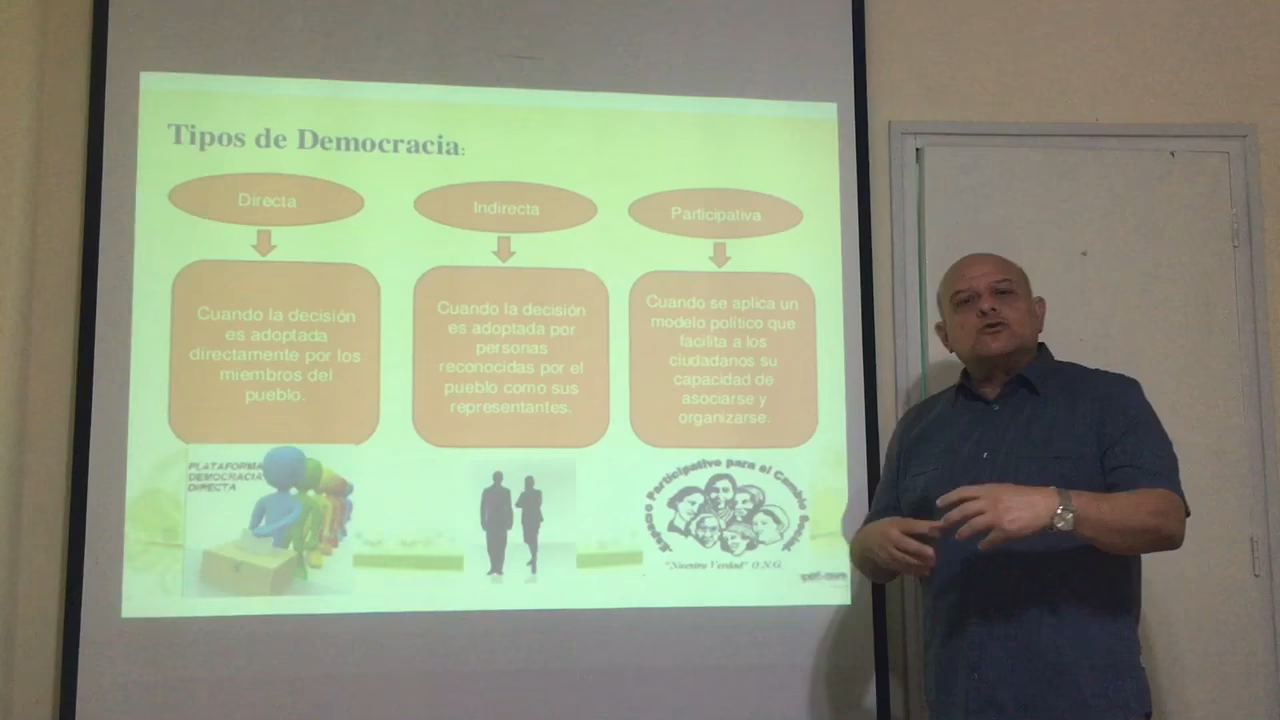 Tipos de Democracia:
Directa
Cuando la decisión
es adoptada
directamente por los
miembros del
pueblo.
PLATAFORMA
DEMOCRACIA
DIRECTA
Indirecta
Cuando la decisión
es adoptada por
personas
reconocidas por el
pueblo como sus
representantes.
Participativa
Cuando se aplica un
modelo político que
facilita a los
ciudadanos su
capacidad de
asociarse y
organizarse.
Participativo para el Cambio
"Nuestra Verdad" O.N.G.